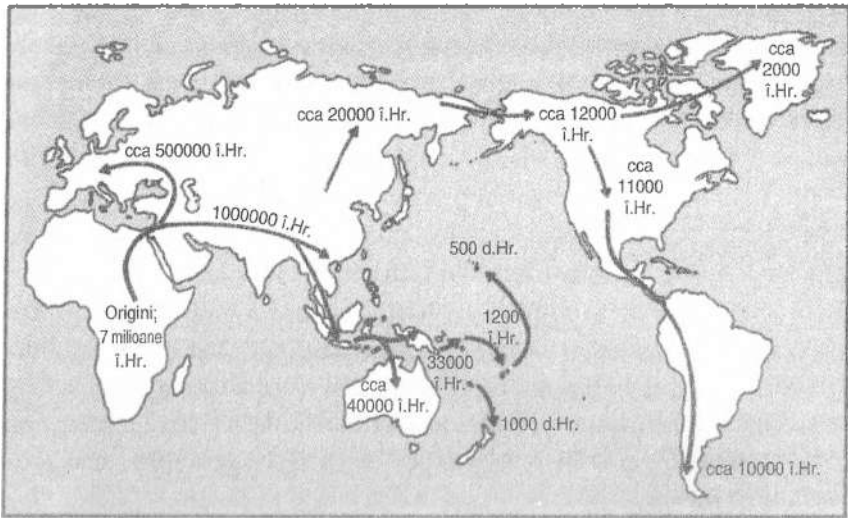 cca
2000
î.Hr.
cca 20000 î.Hr.
cca 12000
î.Hr.
cca 500000 î.Hr.
cca
11000
î.Hr.
1000000 î.Hr.
500 d.Hr.
Origini;
7 milioane
î.Hr.
1200
î.Hr.
33000
î.Hr.
cca
40000 î.Hr.
1000 d.Hr.
cca 10000 î.Hr.